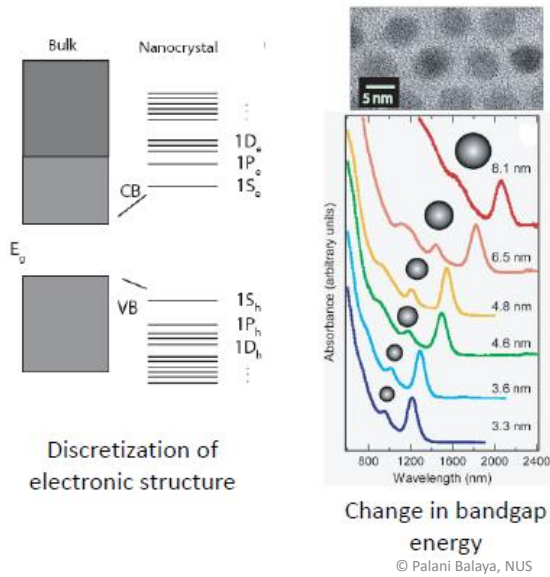 Bulk
Nanocrystal
1De
1Pe
1Se
CB
Eg
VB
1Sh
1Ph
1Dh
Discretization of
electronic structure
5 nm
Absorbance (arbitrary units)
8.1 nm
6.5 nm
4.8 nm
4.6 nm
3.6 nm
3.3 nm
800 1200 1600 2000 2400
Wavelength (nm)
Change in bandgap
energy
© Palani Balaya, NUS